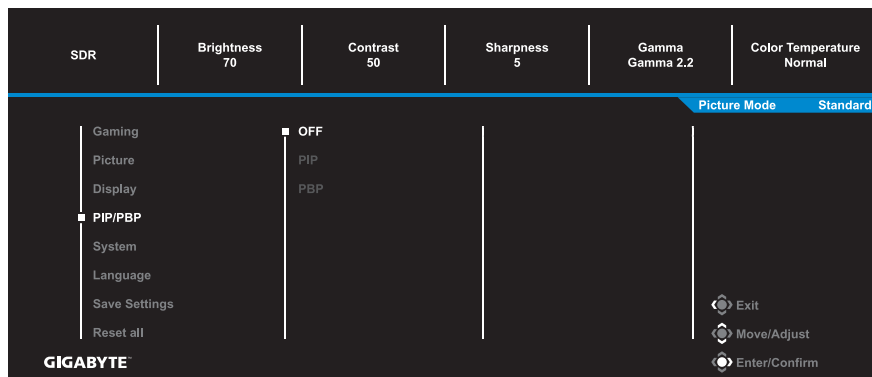 SDR
Brightness
70
Contrast
50
Sharpness
5
Gamma
Gamma 2.2
Color Temperature
Normal
Picture Mode Standard
Gaming
Picture
Display
PIP/PBP
System
Language
Save Settings
Reset all
OFF
PIP
PBP
Exit
Move/Adjust
Enter/Confirm
GIGABYTE™